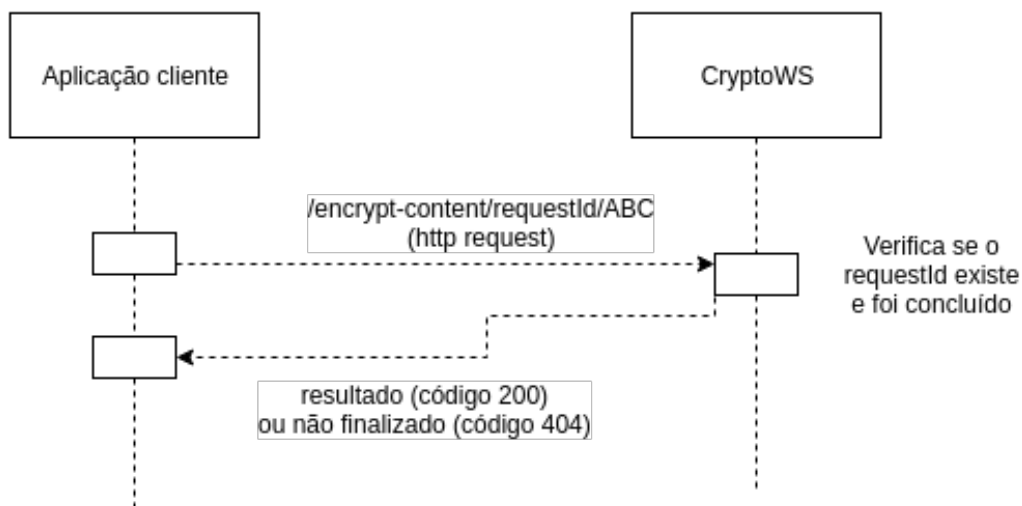 Aplicação cliente
CryptoWS
/encrypt-content/requestId/ABC
(http request)
Verifica se o
requestId existe
e foi concluído
resultado (código 200)
ou não finalizado (código 404)